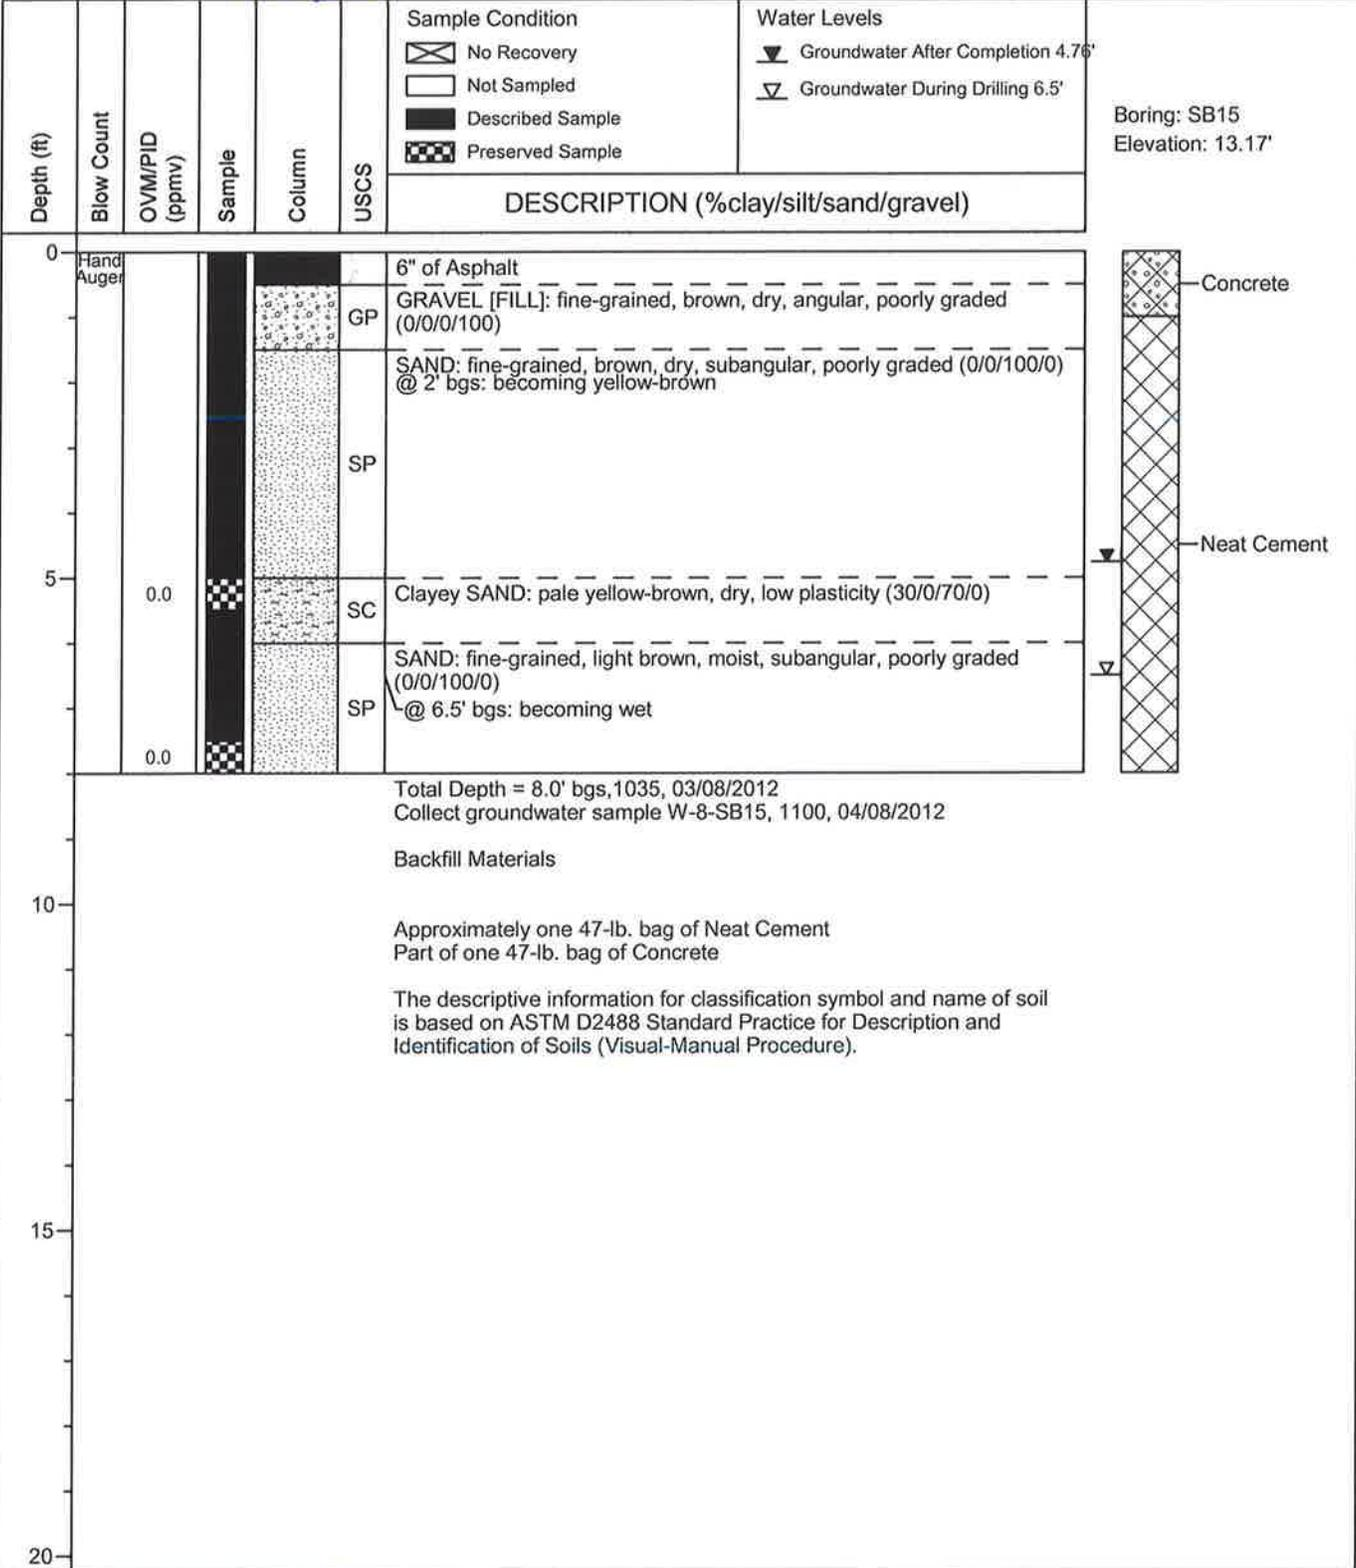 Depth (ft)
Blow Count
OVM/PID
(ppmv)
Sample
Column
USCS
Sample Condition
No Recovery
Not Sampled
Described Sample
Preserved Sample
Water Levels
Groundwater After Completion 4.76'
Groundwater During Drilling 6.5'
DESCRIPTION (%clay/silt/sand/gravel)
Boring: SB15
Elevation: 13.17'
0
Hand
Auger
6" of Asphalt
Concrete
GP
GRAVEL [FILL]: fine-grained, brown, dry, angular, poorly graded
(0/0/0/100)
SAND: fine-grained, brown, dry, subangular, poorly graded (0/0/100/0)
@ 2' bgs: becoming yellow-brown
SP
Neat Cement
5
0.0
SC
Clayey SAND: pale yellow-brown, dry, low plasticity (30/0/70/0)
SAND: fine-grained, light brown, moist, subangular, poorly graded
(0/0/100/0)
SP
@ 6.5' bgs: becoming wet
0.0
Total Depth = 8.0' bgs,1035, 03/08/2012
Collect groundwater sample W-8-SB15, 1100, 04/08/2012
Backfill Materials
10
Approximately one 47-lb. bag of Neat Cement
Part of one 47-lb. bag of Concrete
The descriptive information for classification symbol and name of soil
is based on ASTM D2488 Standard Practice for Description and
Identification of Soils (Visual-Manual Procedure).
15
20